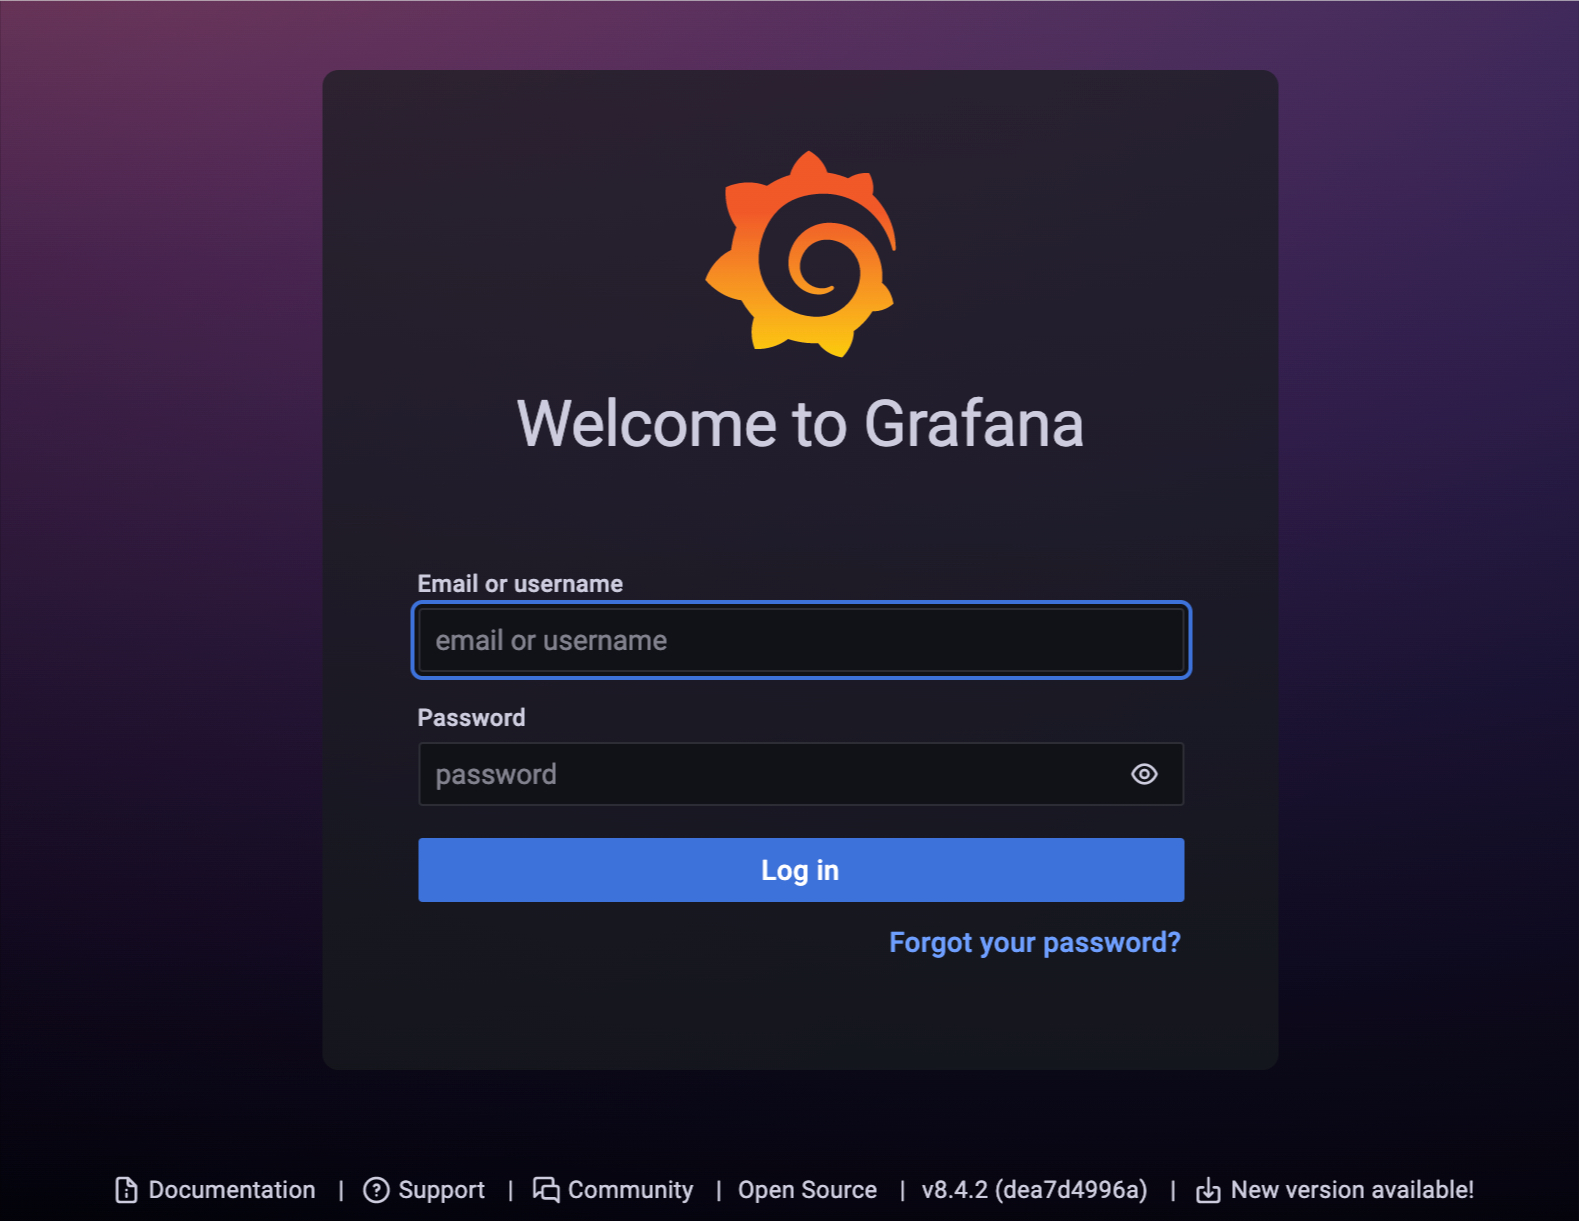 Welcome to Grafana
Email or username
email or username
Password
password
Log in
Forgot your password?
Documentation | Support | Community | Open Source | v8.4.2 (dea7d4996a) | New version available!